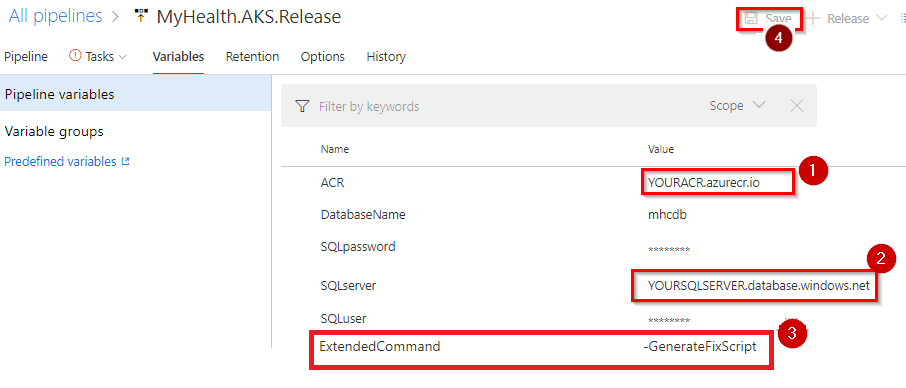 All pipelines > MyHealth.AKS.Release
Save
Release
4
Pipeline Tasks Variables Retention Options History
Pipeline variables
Variable groups
Predefined variables
Filter by keywords
Scope
Name Value
ACR YOURACR.azurecr.io
1
DatabaseName mhcdb
SQLpassword ********
2
SQLserver YOURSQLSERVER.database.windows.net
SQLuser ********
3
ExtendedCommand -GenerateFixScript